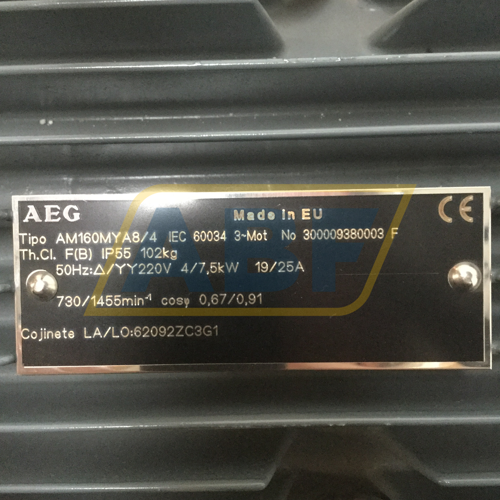 AEG Made in EU CE
Tipo AM160MYA8/4 IEC 60034 3~Mot No 300009380003 F
Th.Cl. F(B) IP55 102kg
50Hz:Δ/YY220V 4/7,5kW 19/25A
730/1455min⁻¹ cosφ 0,67/0,91
Cojinete LA/LO:62092ZC3G1
ABF